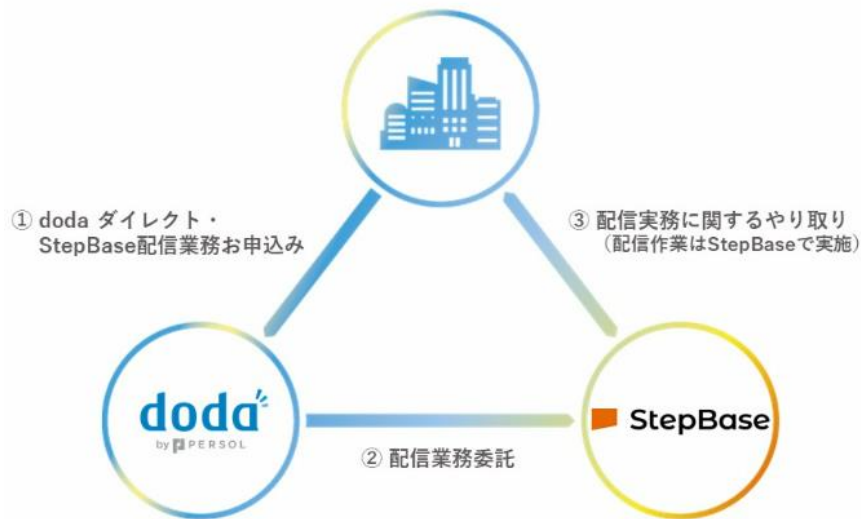 ① doda ダイレクト・
StepBase配信業務お申込み
③ 配信実務に関するやり取り
（配信作業はStepBaseで実施）
doda
by PERSOL
StepBase
② 配信業務委託